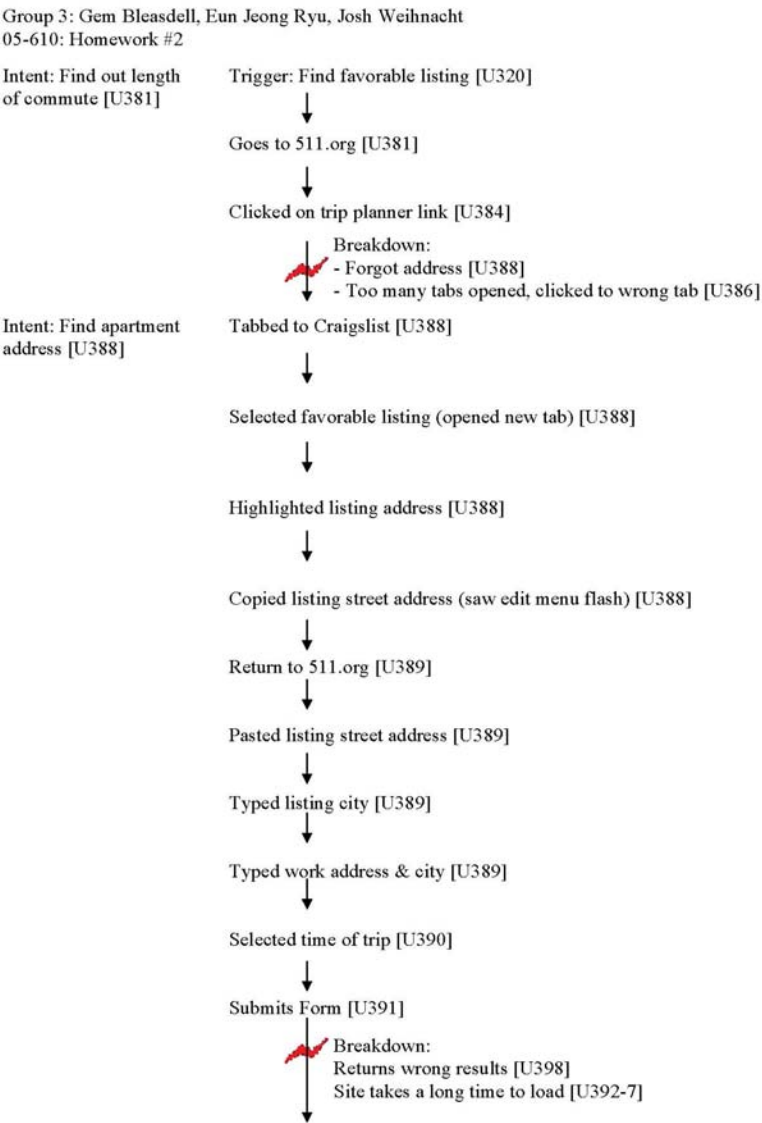 Group 3: Gem Bleasdell, Eun Jeong Ryu, Josh Weihnacht
05-610: Homework #2
Intent: Find out length
of commute [U381]
Trigger: Find favorable listing [U320]
Goes to 511.org [U381]
Clicked on trip planner link [U384]
Breakdown:
- Forgot address [U388]
- Too many tabs opened, clicked to wrong tab [U386]
Intent: Find apartment
address [U388]
Tabbed to Craigslist [U388]
Selected favorable listing (opened new tab) [U388]
Highlighted listing address [U388]
Copied listing street address (saw edit menu flash) [U388]
Return to 511.org [U389]
Pasted listing street address [U389]
Typed listing city [U389]
Typed work address & city [U389]
Selected time of trip [U390]
Submits Form [U391]
Breakdown:
Returns wrong results [U398]
Site takes a long time to load [U392-7]